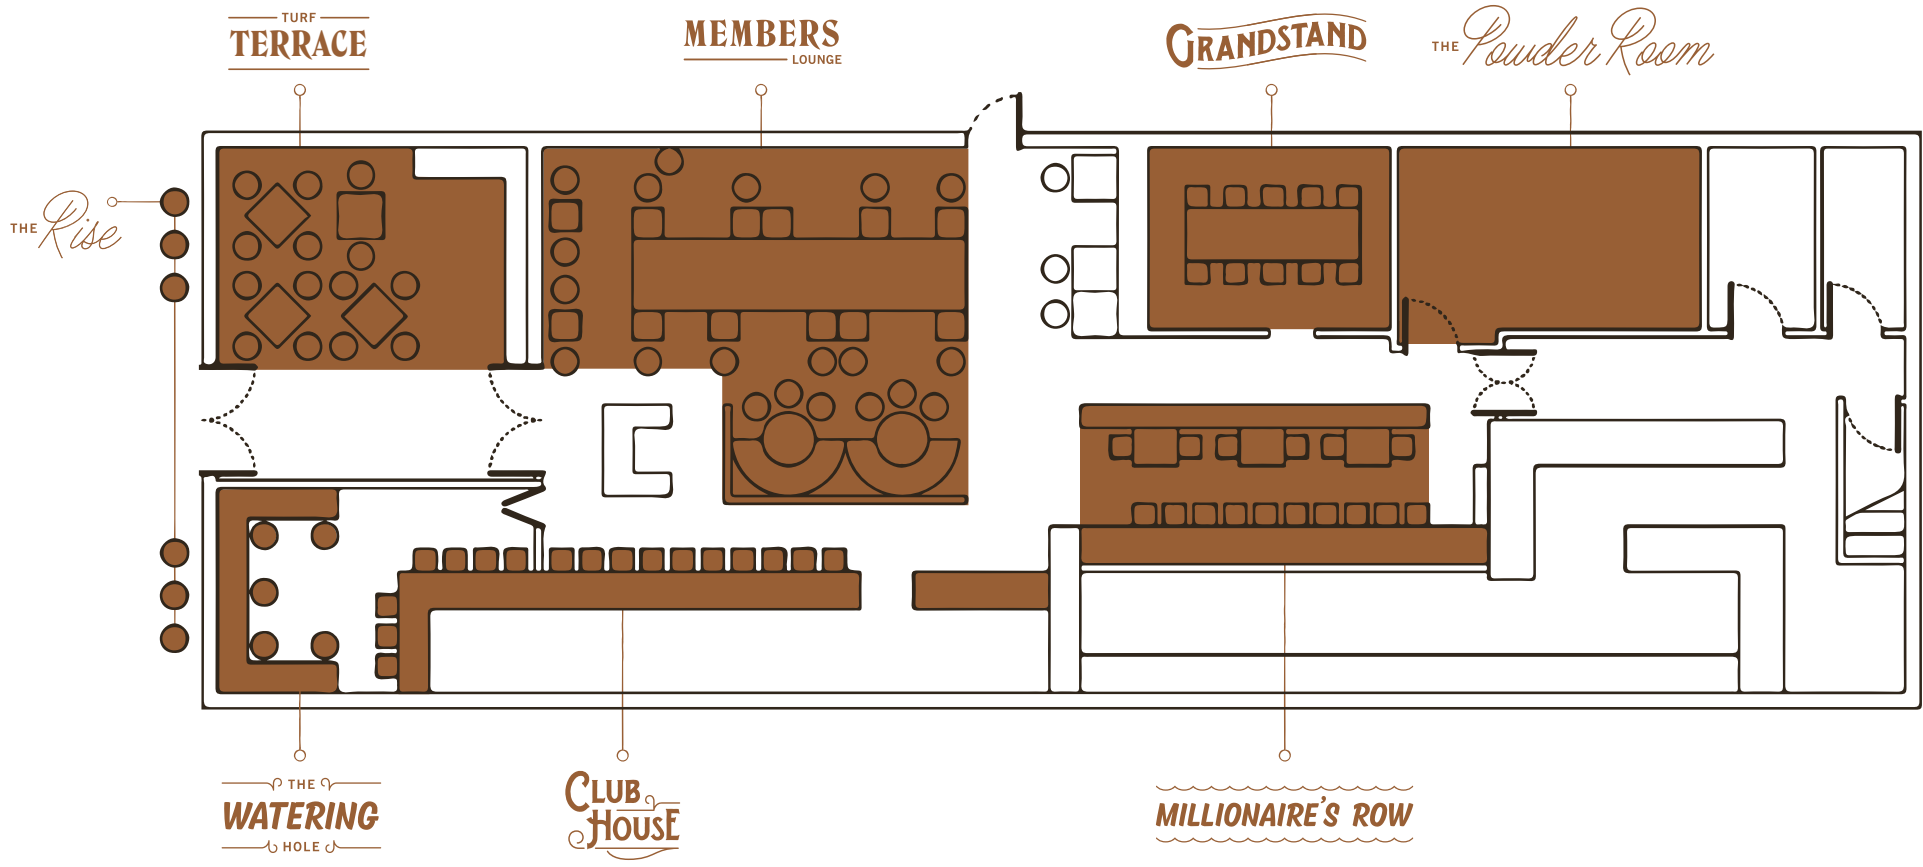 TURF
TERRACE
MEMBERS
LOUNGE
GRANDSTAND
THE Powder Room
THE Rise
THE
WATERING
HOLE
CLUB
HOUSE
MILLIONAIRE'S ROW